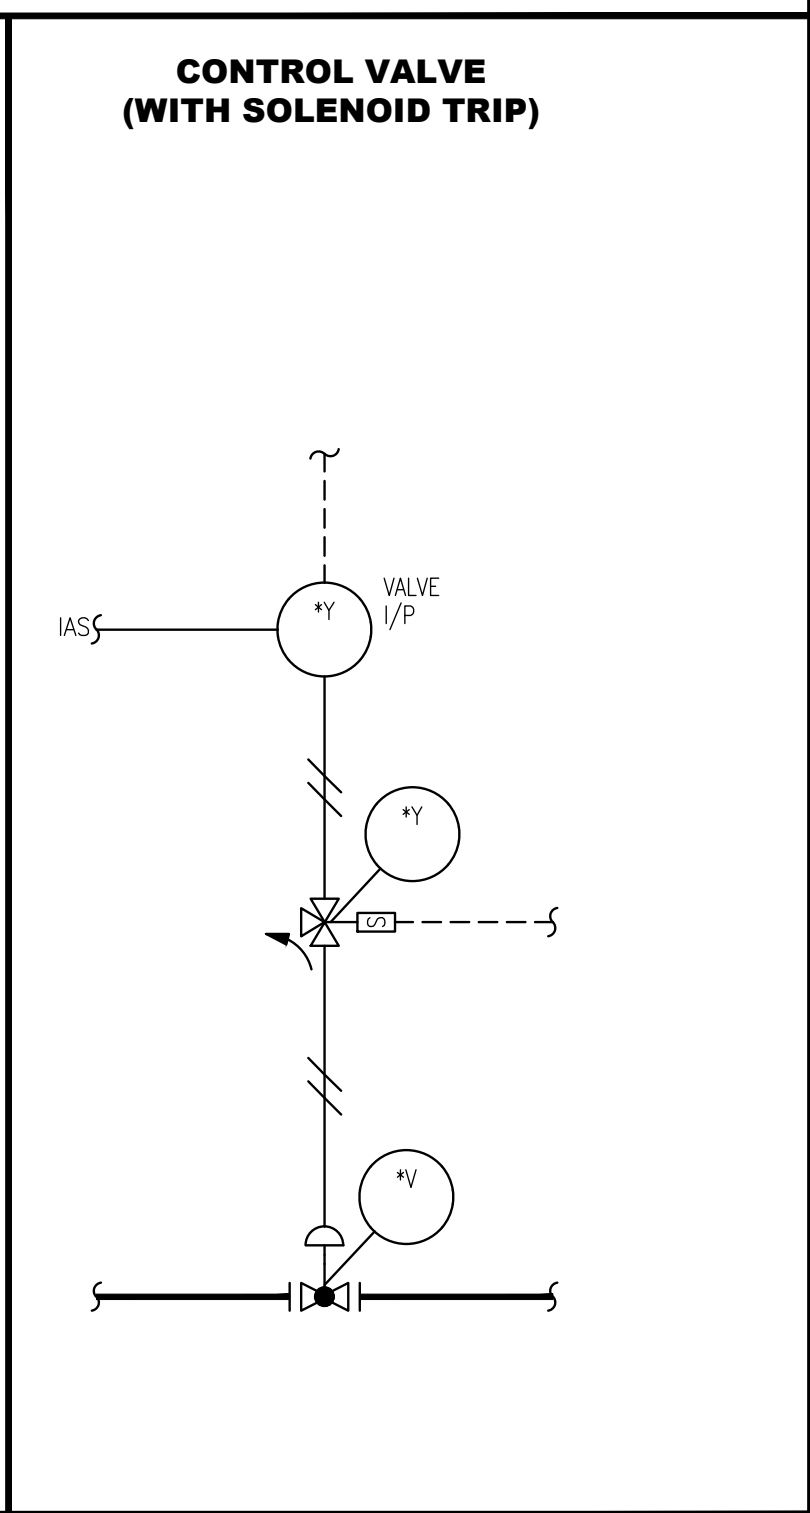 CONTROL VALVE
(WITH SOLENOID TRIP)
*Y
VALVE
I/P
IAS
*Y
S
*V